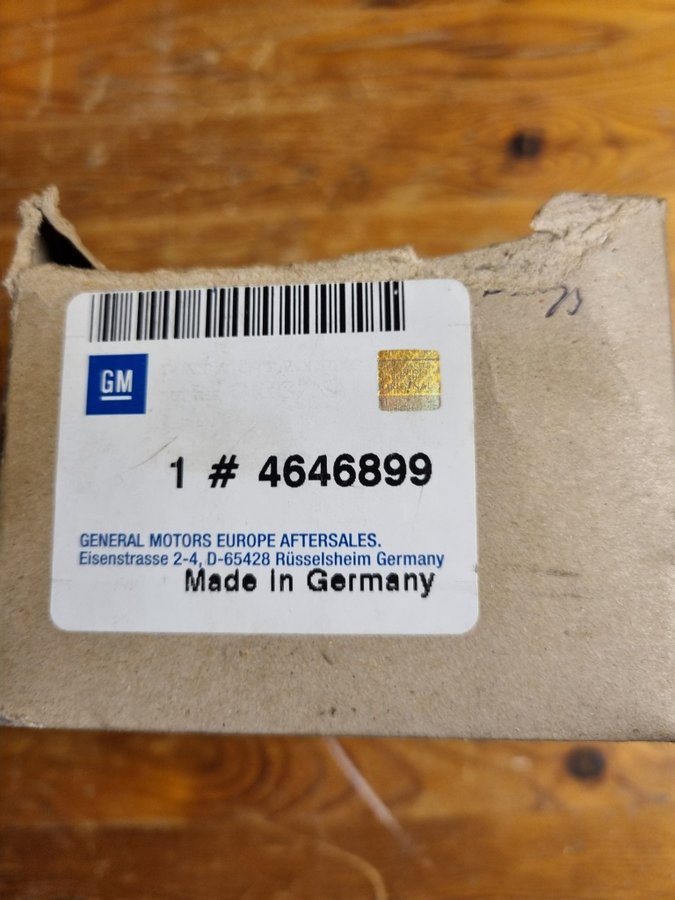 GM
1 # 4646899
GENERAL MOTORS EUROPE AFTERSALES.
Eisenstrasse 2-4, D-65428 Rüsselsheim Germany
Made In Germany